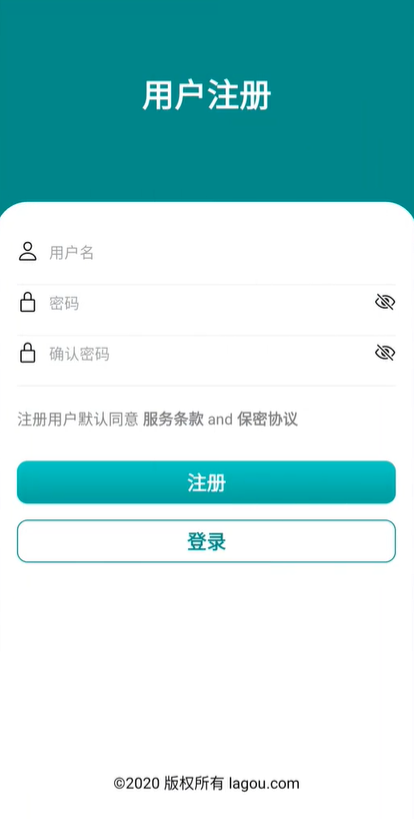 用户注册
用户名
密码
确认密码
注册用户默认同意 服务条款 and 保密协议
注册
登录
©2020 版权所有 lagou.com